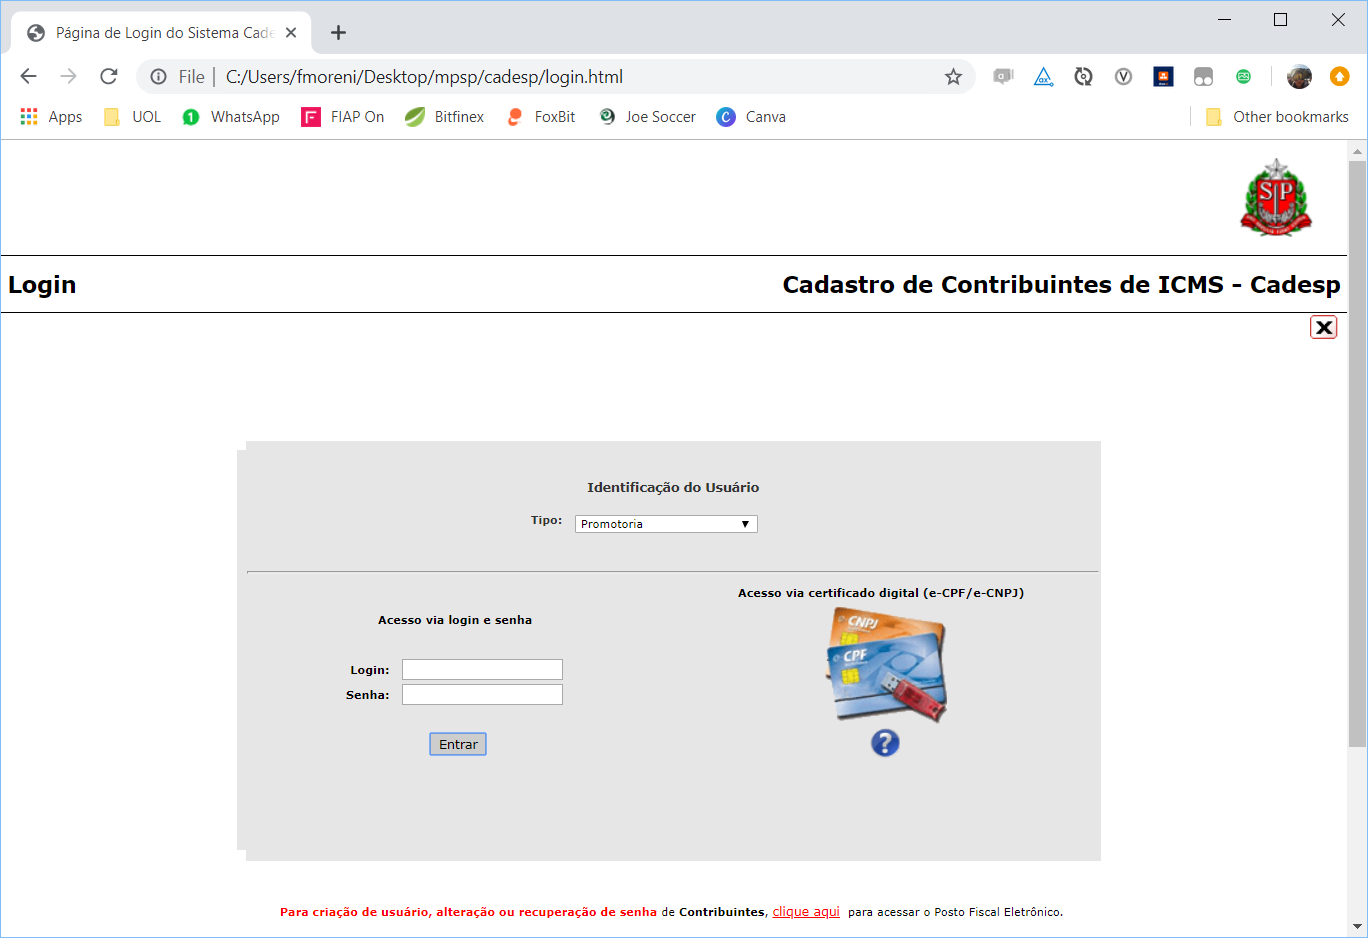 Página de Login do Sistema Cade
File | C:/Users/fmoreni/Desktop/mpsp/cadesp/login.html
Apps UOL 1 WhatsApp F FIAP On Bitfinex FoxBit Joe Soccer C Canva Other bookmarks
SP
Login Cadastro de Contribuintes de ICMS - Cadesp
X
Identificação do Usuário
Tipo: Promotoria
Acesso via certificado digital (e-CPF/e-CNPJ)
CNPJ
CPF
?
Acesso via login e senha
Login:
Senha:
Entrar
Para criação de usuário, alteração ou recuperação de senha de Contribuintes, clique aqui para acessar o Posto Fiscal Eletrônico.